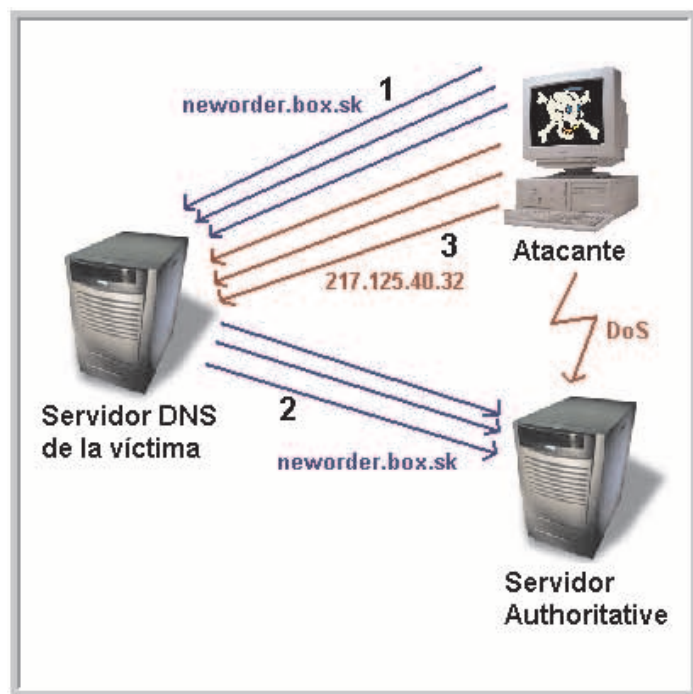 1
neworder.box.sk
3
217.125.40.32
Atacante
DoS
Servidor DNS
de la víctima
2
neworder.box.sk
Servidor
Authoritative